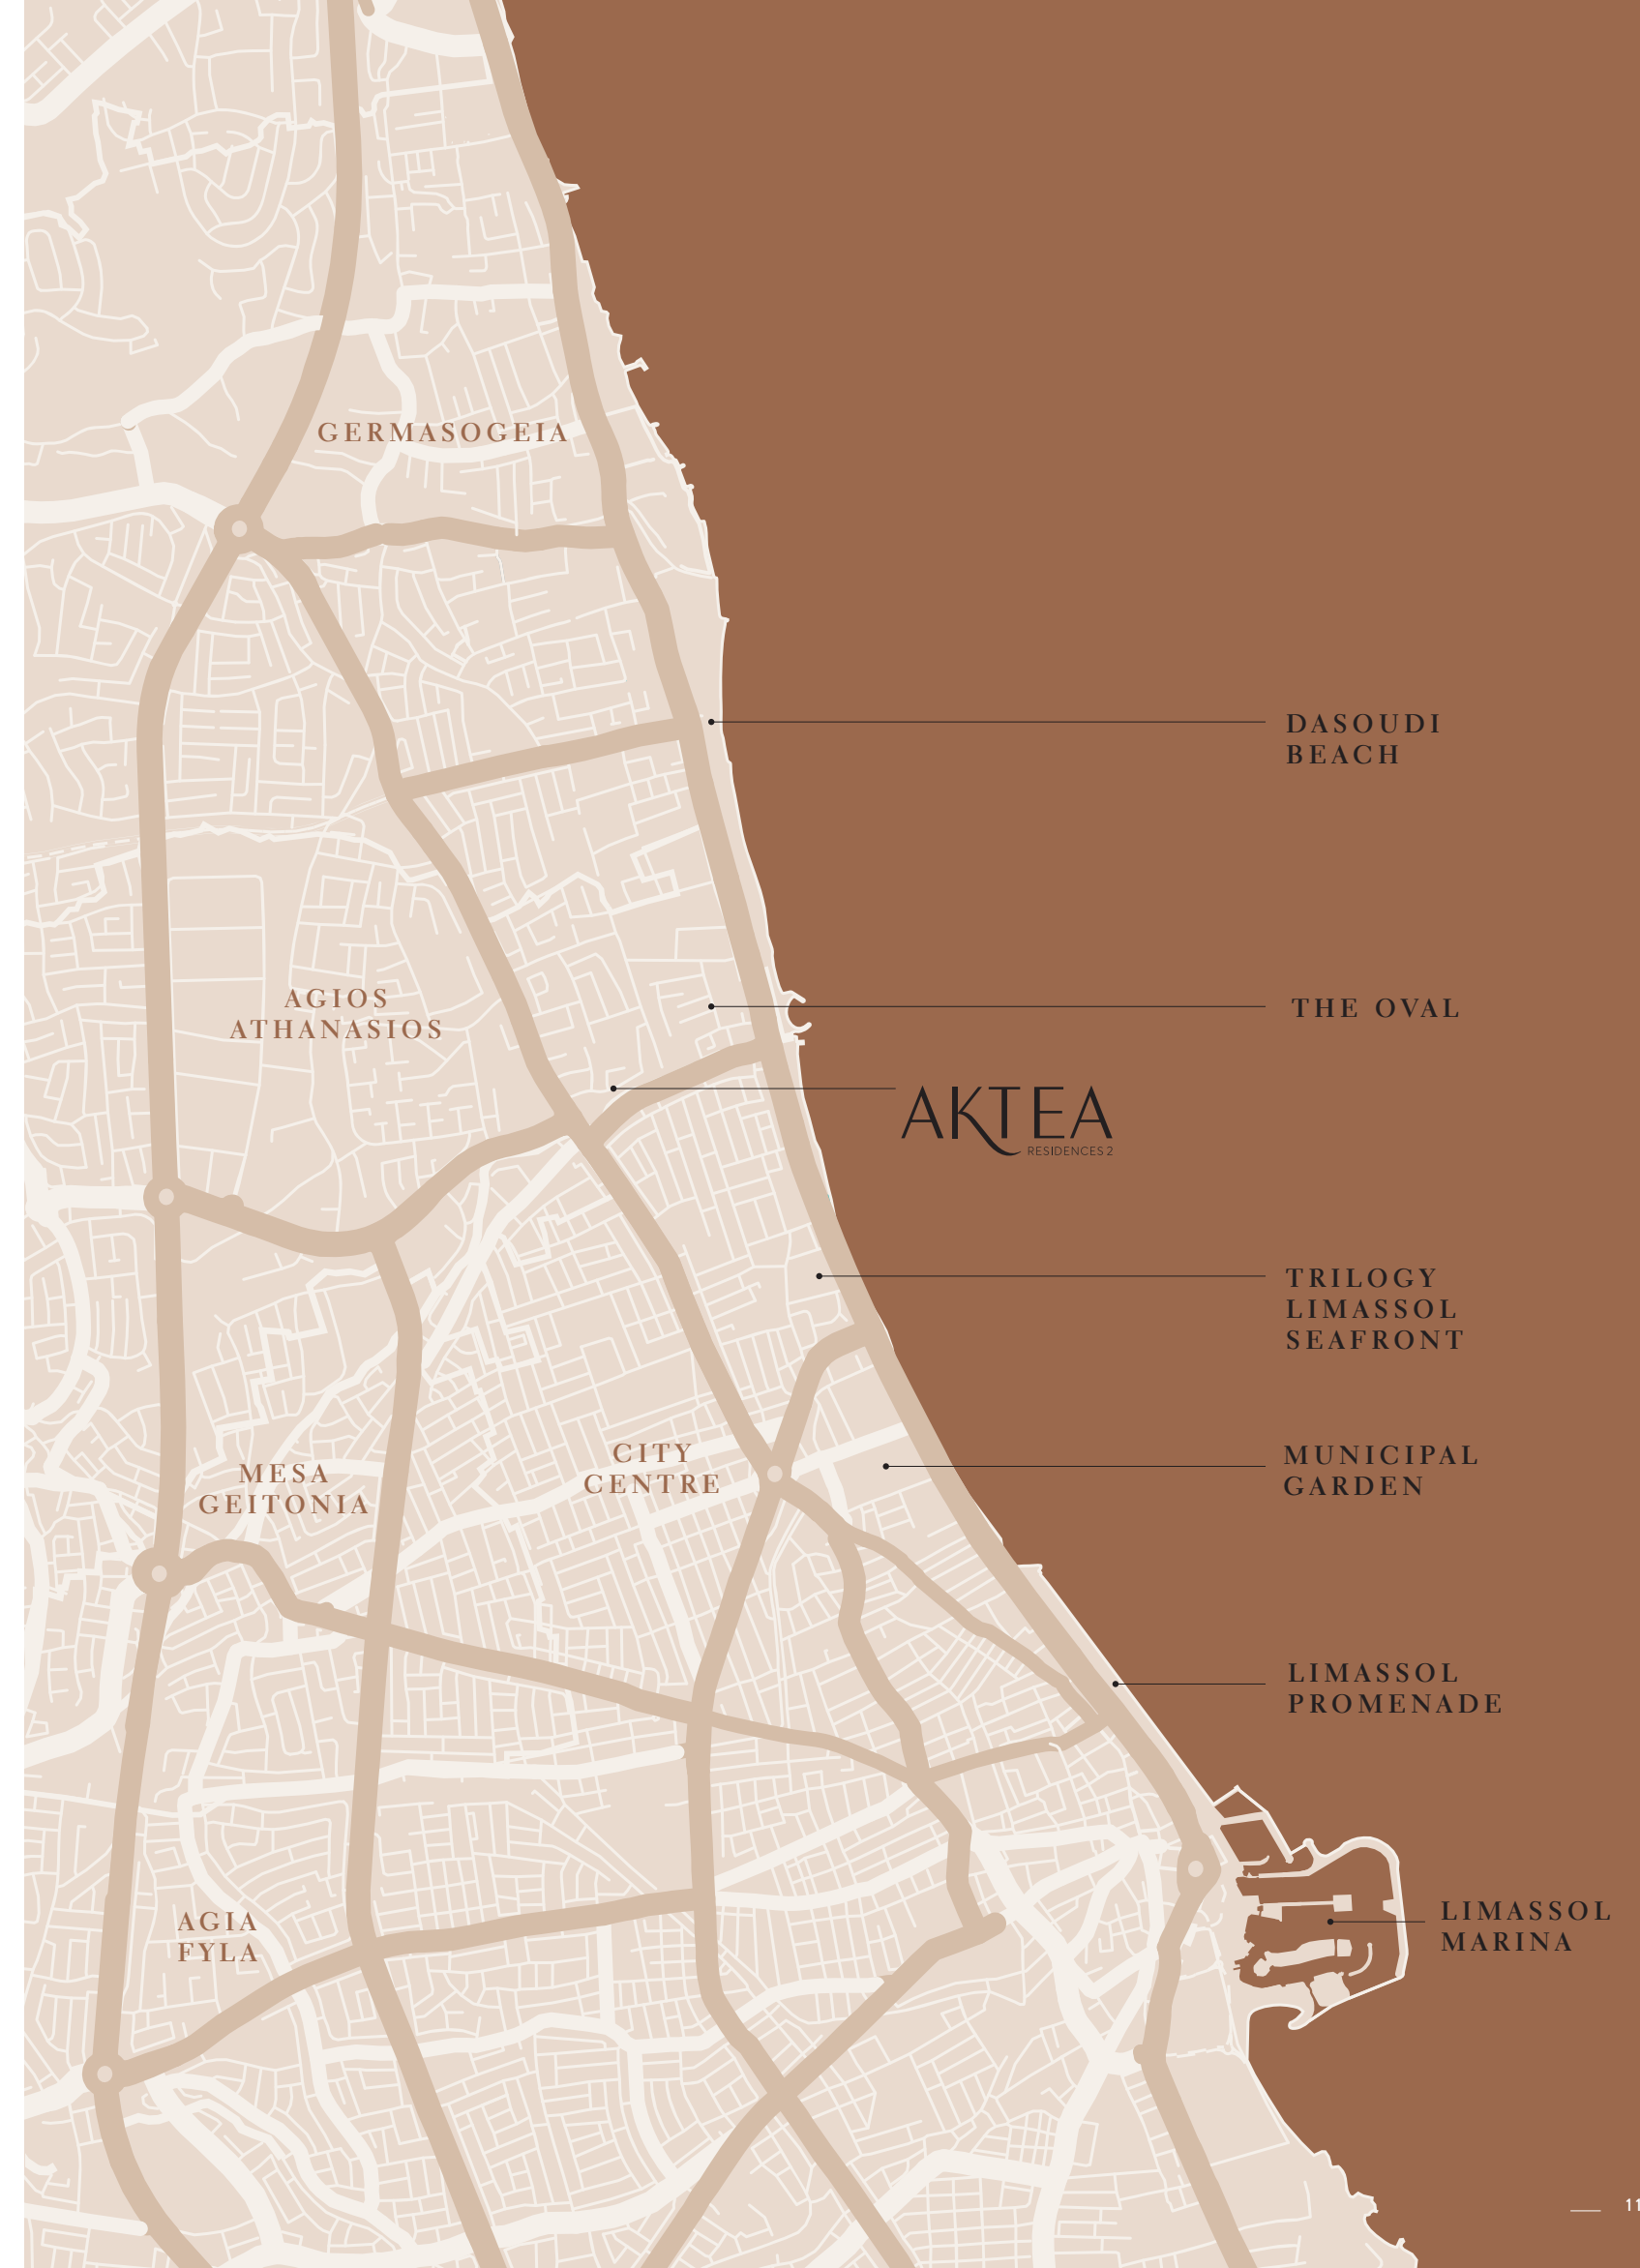 GERMASOGEIA
DASOUDI
BEACH
AGIOS
ATHANASIOS
THE OVAL
AKTEA
RESIDENCES 2
TRILOGY
LIMASSOL
SEAFRONT
CITY
CENTRE
MUNICIPAL
GARDEN
MESA
GEITONIA
LIMASSOL
PROMENADE
AGIA
FYLA
LIMASSOL
MARINA
11